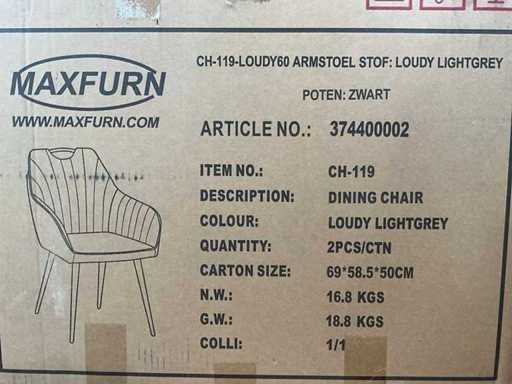 MAXFURN
WWW.MAXFURN.COM
CH-119-LOUDY60 ARMSTOEL STOF: LOUDY LIGHTGREY
POTEN: ZWART
ARTICLE NO.: 374400002
ITEM NO.: CH-119
DESCRIPTION: DINING CHAIR
COLOUR: LOUDY LIGHTGREY
QUANTITY: 2PCS/CTN
CARTON SIZE: 69*58.5*50CM
N.W.: 16.8 KGS
G.W.: 18.8 KGS
COLLI: 1/1